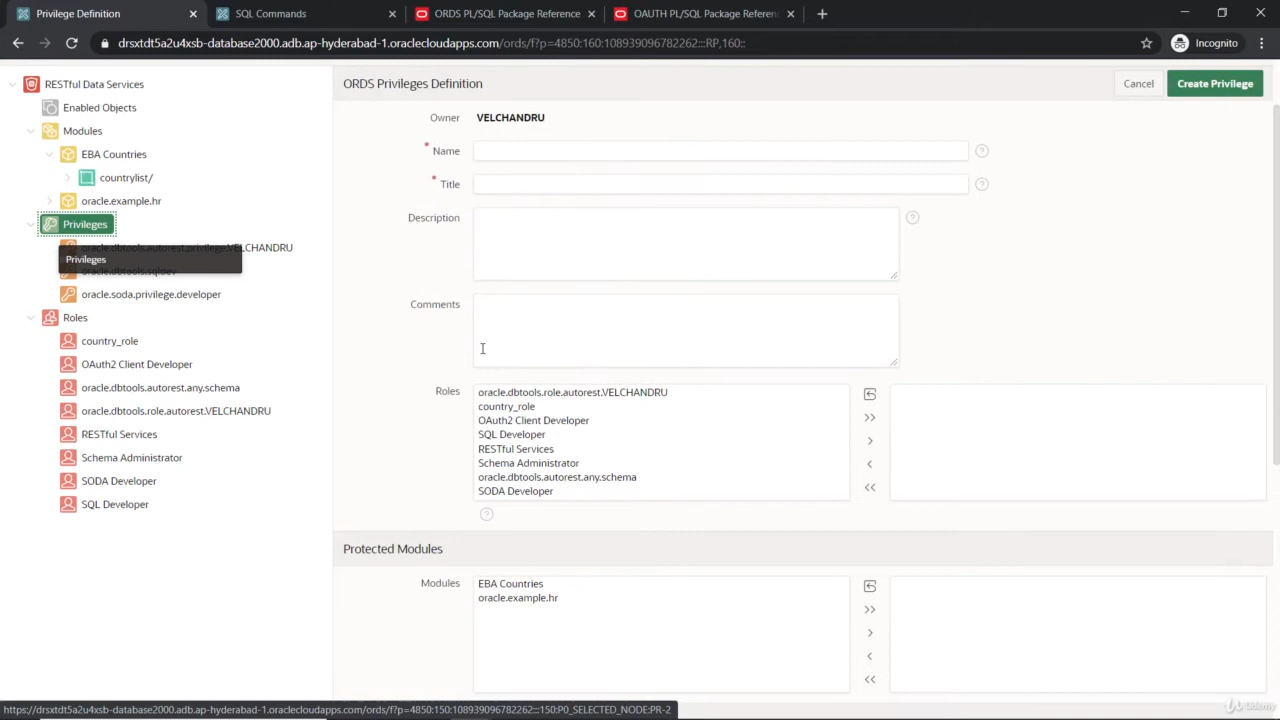 Privilege Definition
SQL Commands
ORDS PL/SQL Package Reference
OAUTH PL/SQL Package Referen
drsxtdt5a2u4xsb-database2000.adb.ap-hyderabad-1.oraclecloudapps.com/ords/f?p=4850:160:108939096782262:::RP,160::
Incognito
RESTful Data Services
Enabled Objects
Modules
EBA Countries
countrylist/
oracle.example.hr
Privileges
oracle.dbtools.autorest.privilege.VELCHANDRU
Privileges
oracle.dbtools.sqldev
oracle.soda.privilege.developer
Roles
country_role
OAuth2 Client Developer
oracle.dbtools.autorest.any.schema
oracle.dbtools.role.autorest.VELCHANDRU
RESTful Services
Schema Administrator
SODA Developer
SQL Developer
ORDS Privileges Definition
Cancel
Create Privilege
Owner VELCHANDRU
* Name
* Title
Description
Comments
Roles
oracle.dbtools.role.autorest.VELCHANDRU
country_role
OAuth2 Client Developer
SQL Developer
RESTful Services
Schema Administrator
oracle.dbtools.autorest.any.schema
SODA Developer
Protected Modules
Modules
EBA Countries
oracle.example.hr
https://drsxtdt5a2u4xsb-database2000.adb.ap-hyderabad-1.oraclecloudapps.com/ords/f?p=4850:150:108939096782262::::150:P0_SELECTED_NODE:PR-2
Udemy